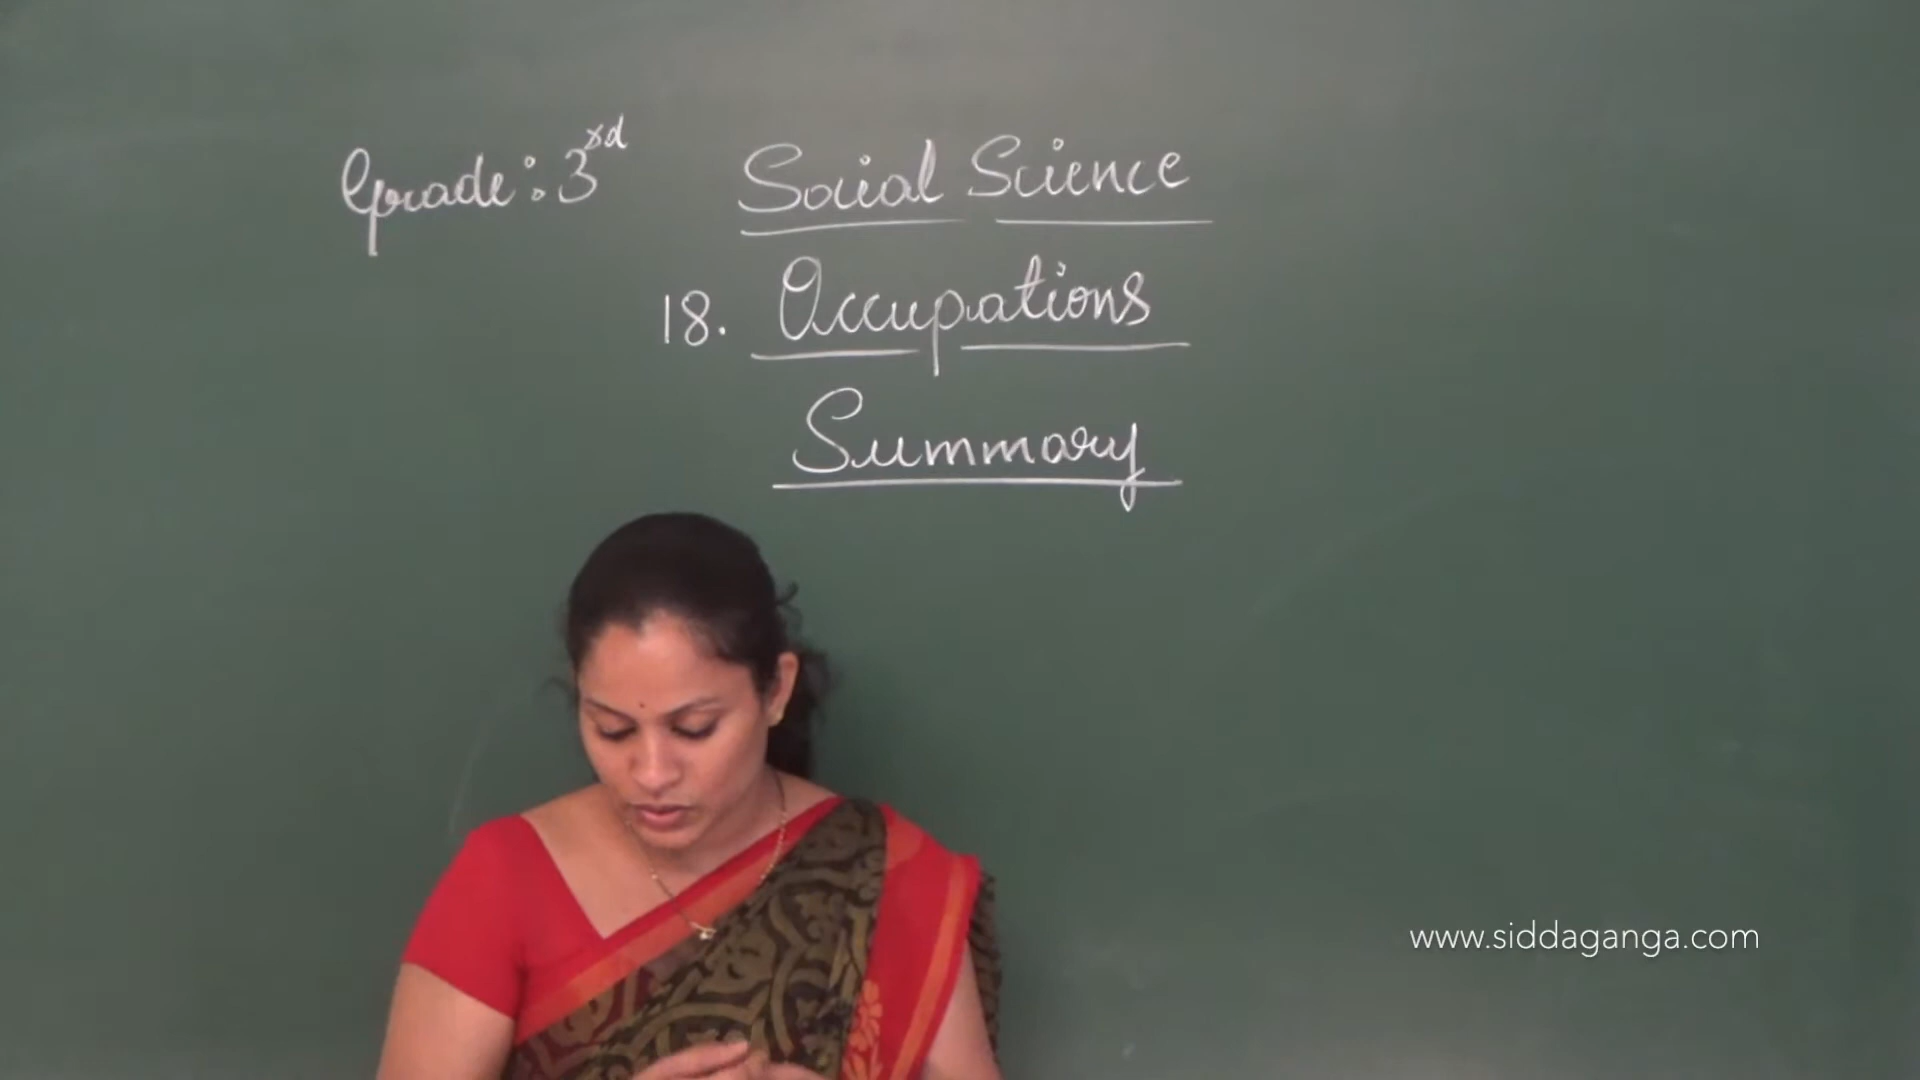 Grade: 3rd
Social Science
18. Occupations
Summary
www.siddaganga.com